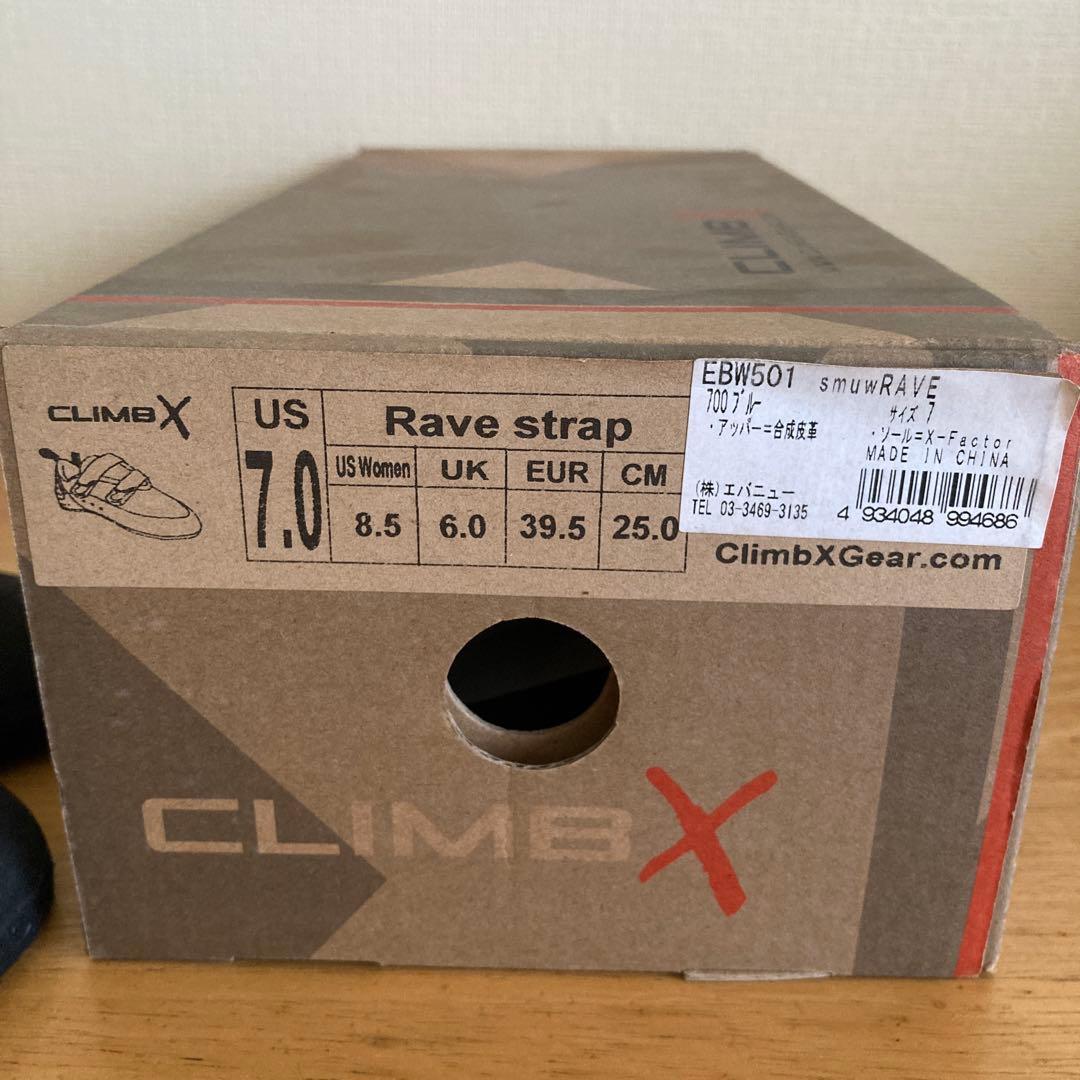 CLIMB
CLIMBX
US
7.0
Rave strap
US Women UK EUR CM
8.5 6.0 39.5 25.0
EBW501 smuwRAVE
700ブルー サイズ 7
・アッパー=合成皮革 ・ソール=X-Factor
MADE IN CHINA
(株)エバニュー
TEL 03-3469-3135
4 934048 994686
ClimbXGear.com
CLIMBX